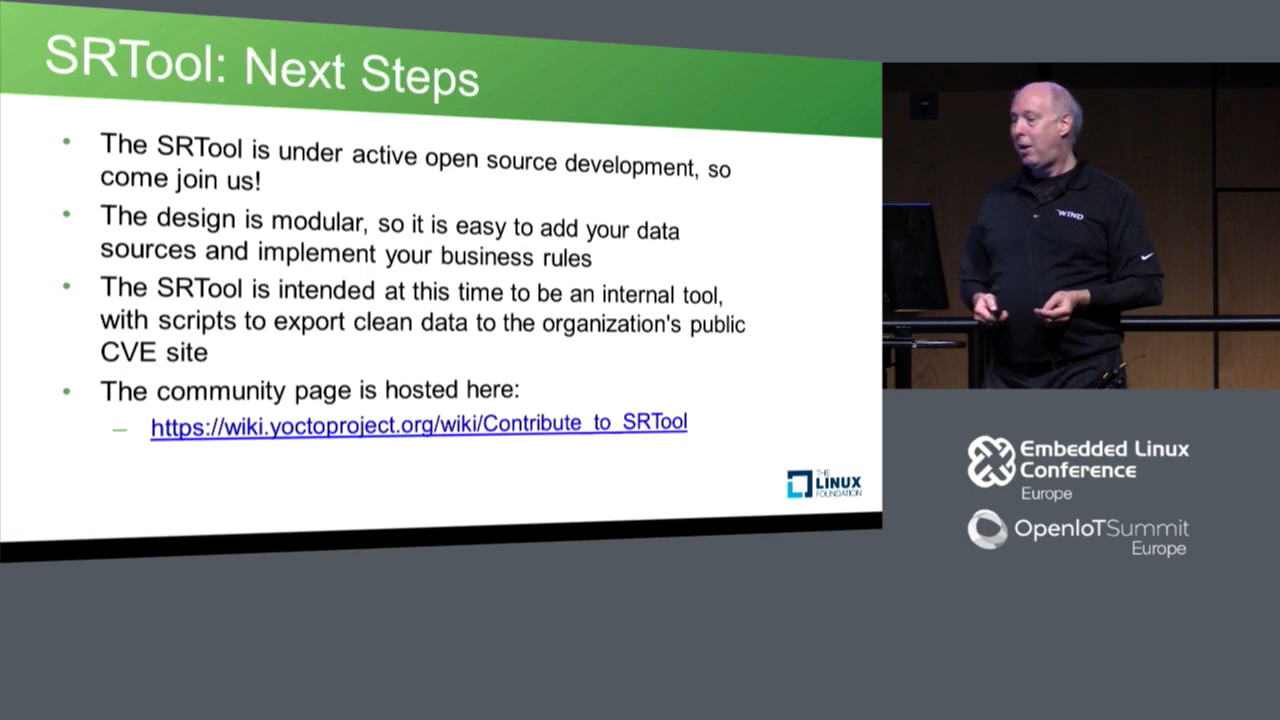 SRTool: Next Steps
• The SRTool is under active open source development, so
come join us!
• The design is modular, so it is easy to add your data
sources and implement your business rules
• The SRTool is intended at this time to be an internal tool,
with scripts to export clean data to the organization's public
CVE site
• The community page is hosted here:
– https://wiki.yoctoproject.org/wiki/Contribute_to_SRTool
THE
LINUX
FOUNDATION
WIND
Embedded Linux
Conference
Europe
OpenIoTSummit
Europe